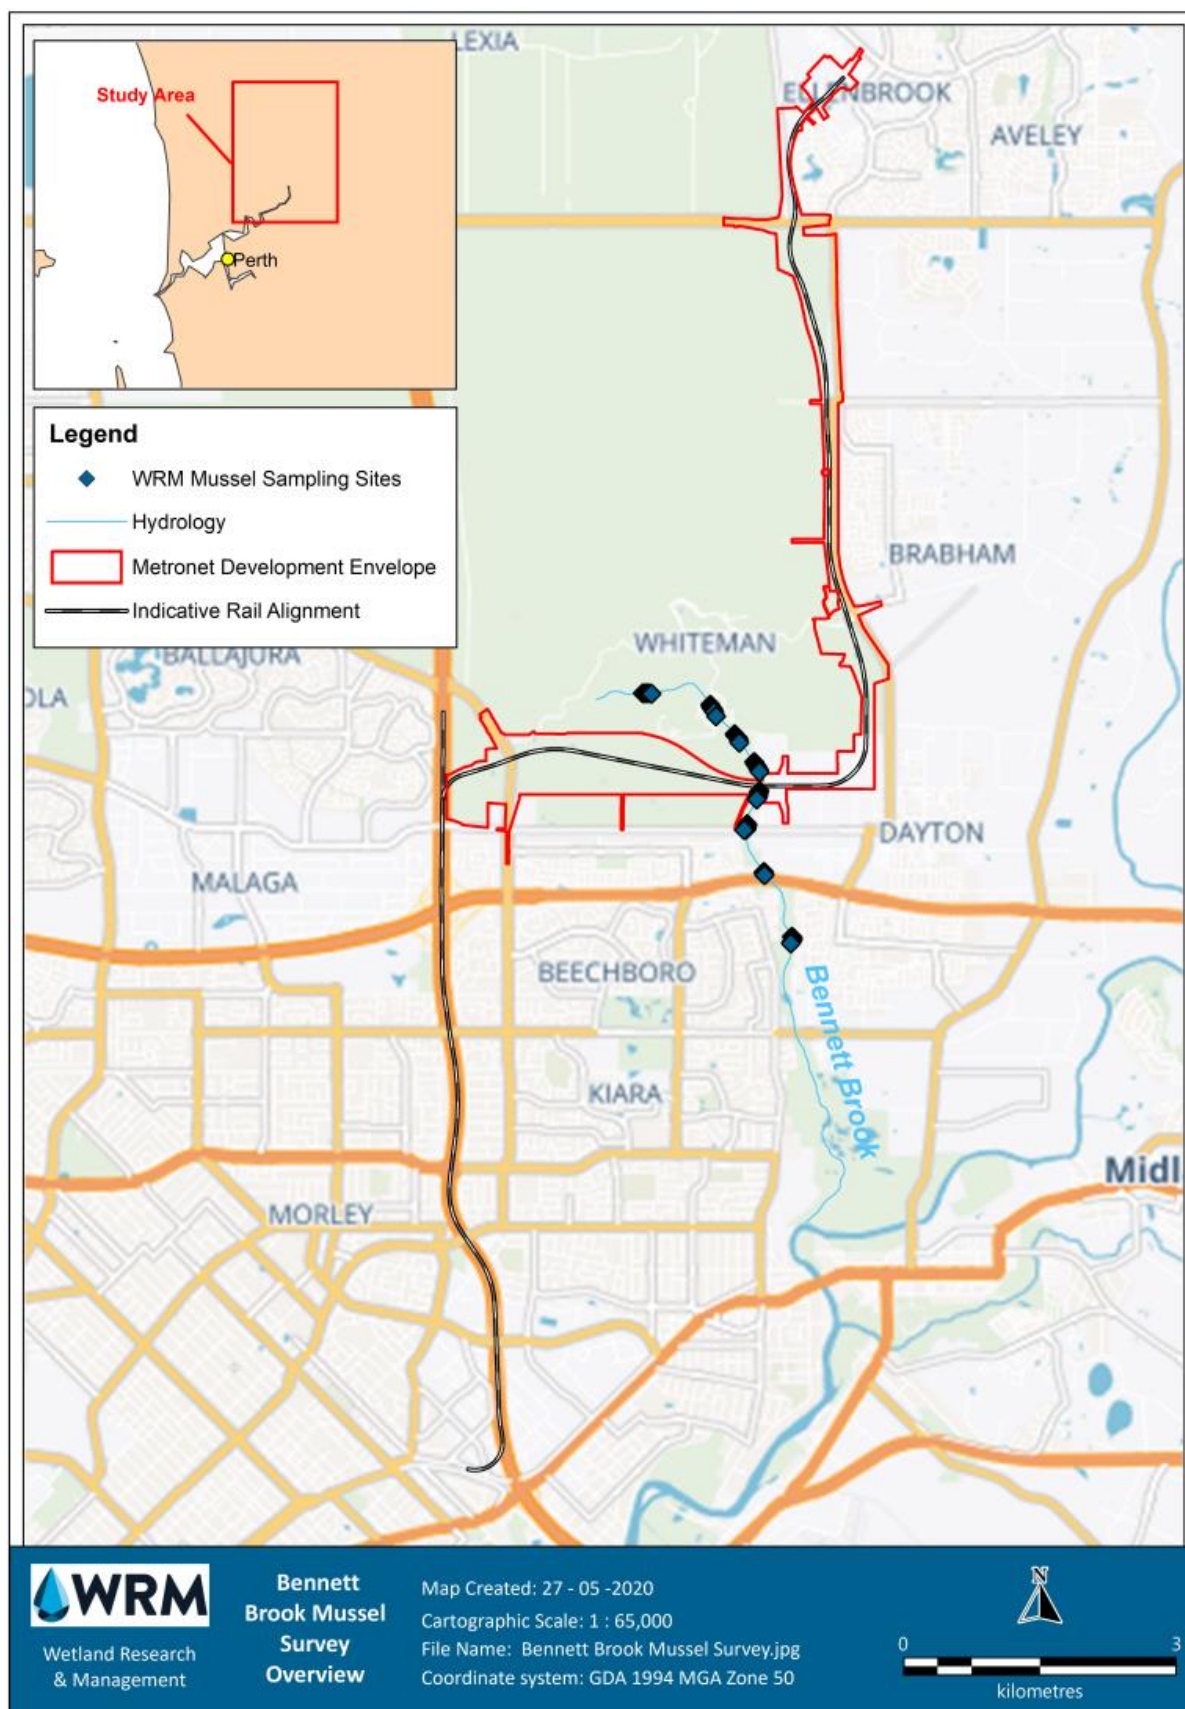 LEXIA
Study Area
Perth
ELLENBROOK
AVELEY
Legend
WRM Mussel Sampling Sites
Hydrology
Metronet Development Envelope
Indicative Rail Alignment
BRABHAM
WHITEMAN
BALLAJURA
OLA
DAYTON
MALAGA
BEECHBORO
Bennett Brook
KIARA
Midl
MORLEY
WRM
Wetland Research
& Management
Bennett
Brook Mussel
Survey
Overview
Map Created: 27 - 05 -2020
Cartographic Scale: 1 : 65,000
File Name: Bennett Brook Mussel Survey.jpg
Coordinate system: GDA 1994 MGA Zone 50
N
0 3
kilometres